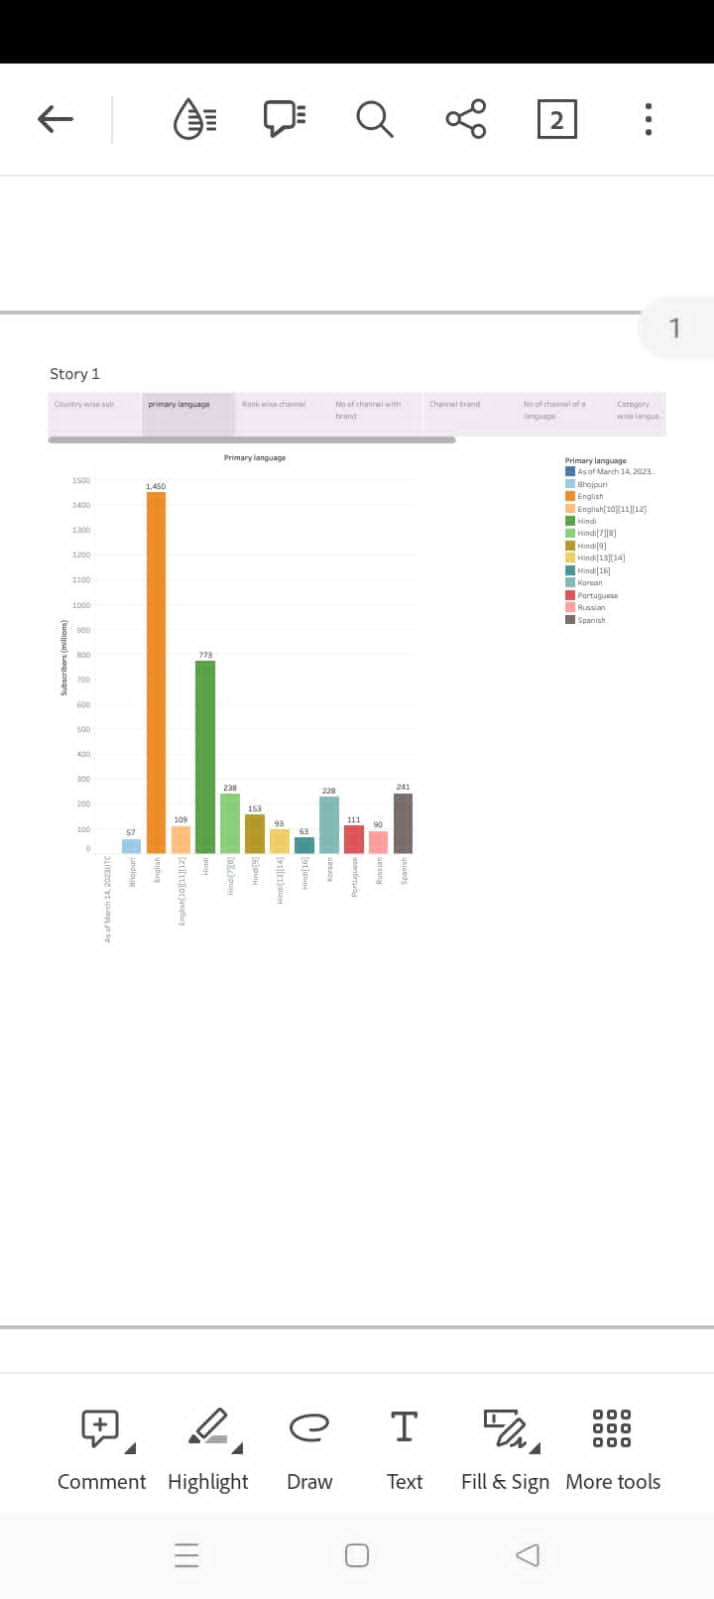 2
1
Story 1
Country wise sub
primary language
Rank wise channel
No of channel with
brand
Channel brand
No of channel of a
language
Category
wise langua..
Primary language
Subscribers (millions)
1500
1400
1300
1200
1100
1000
900
800
700
600
500
400
300
200
100
0
57
1,450
109
773
238
153
93
63
228
111
90
241
As of March 14, 2023UTC
Bhojpuri
English
English[10][11][12]
Hindi
Hindi[7][8]
Hindi[9]
Hindi[13][14]
Hindi[16]
Korean
Portuguese
Russian
Spanish
Primary language
As of March 14, 2023..
Bhojpuri
English
English[10][11][12]
Hindi
Hindi[7][8]
Hindi[9]
Hindi[13][14]
Hindi[16]
Korean
Portuguese
Russian
Spanish
Comment
Highlight
Draw
Text
Fill & Sign
More tools